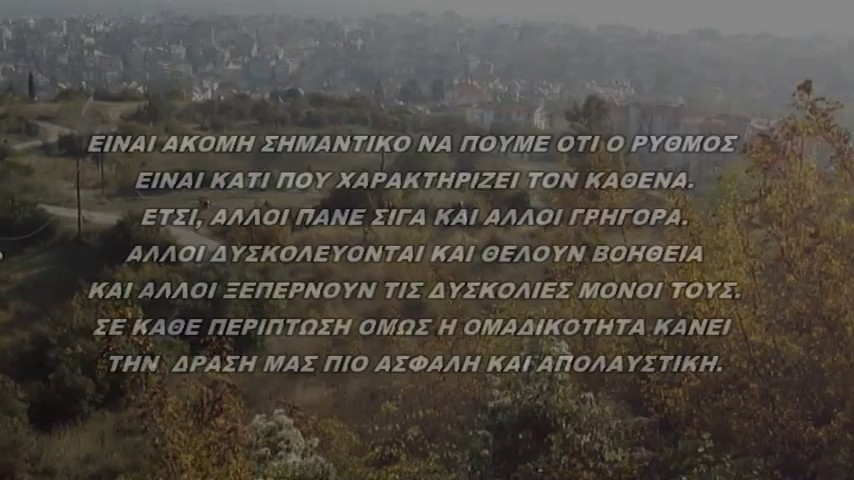 ΕΙΝΑΙ ΑΚΟΜΗ ΣΗΜΑΝΤΙΚΟ ΝΑ ΠΟΥΜΕ ΟΤΙ Ο ΡΥΘΜΟΣ
ΕΙΝΑΙ ΚΑΤΙ ΠΟΥ ΧΑΡΑΚΤΗΡΙΖΕΙ ΤΟΝ ΚΑΘΕΝΑ.
ΕΤΣΙ, ΑΛΛΟΙ ΠΑΝΕ ΣΙΓΑ ΚΑΙ ΑΛΛΟΙ ΓΡΗΓΟΡΑ.
ΑΛΛΟΙ ΔΥΣΚΟΛΕΥΟΝΤΑΙ ΚΑΙ ΘΕΛΟΥΝ ΒΟΗΘΕΙΑ
ΚΑΙ ΑΛΛΟΙ ΞΕΠΕΡΝΟΥΝ ΤΙΣ ΔΥΣΚΟΛΙΕΣ ΜΟΝΟΙ ΤΟΥΣ.
ΣΕ ΚΑΘΕ ΠΕΡΙΠΤΩΣΗ ΟΜΩΣ Η ΟΜΑΔΙΚΟΤΗΤΑ ΚΑΝΕΙ
ΤΗΝ  ΔΡΑΣΗ ΜΑΣ ΠΙΟ ΑΣΦΑΛΗ ΚΑΙ ΑΠΟΛΑΥΣΤΙΚΗ.